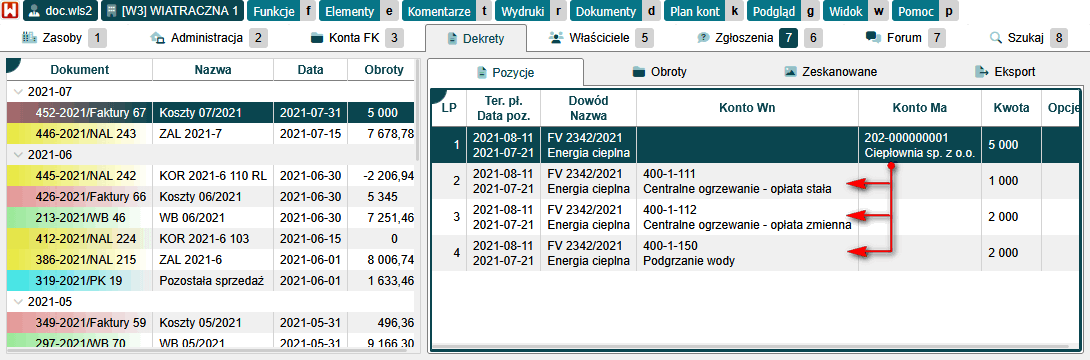 doc.wls2 [W3] WIATRACZNA 1 Funkcje f Elementy e Komentarze t Wydruki r Dokumenty d Plan kont k Podgląd g Widok w Pomoc p
Zasoby 1 Administracja 2 Konta FK 3 Dekrety Właściciele 5 Zgłoszenia 7 6 Forum 7 Szukaj 8
Dokument Nazwa Data Obroty
2021-07
452-2021/Faktury 67 Koszty 07/2021 2021-07-31 5 000
446-2021/NAL 243 ZAL 2021-7 2021-07-15 7 678,78
2021-06
445-2021/NAL 242 KOR 2021-6 110 RL 2021-06-30 -2 206,94
426-2021/Faktury 66 Koszty 06/2021 2021-06-30 5 345
213-2021/WB 46 WB 06/2021 2021-06-30 7 251,46
412-2021/NAL 224 KOR 2021-6 103 2021-06-15 0
386-2021/NAL 215 ZAL 2021-6 2021-06-01 8 006,74
319-2021/PK 19 Pozostała sprzedaż 2021-06-01 1 633,46
2021-05
349-2021/Faktury 59 Koszty 05/2021 2021-05-31 496,36
297-2021/WB 70 WB 05/2021 2021-05-31 9 166,30
Pozycje Obroty Zeskanowane Eksport
LP Ter. pł. Dowód Konto Wn Konto Ma Kwota Opcje
Data poz. Nazwa
1 2021-08-11 FV 2342/2021 202-000000001 5 000
2021-07-21 Energia cieplna Ciepłownia sp. z o.o.
2 2021-08-11 FV 2342/2021 400-1-111 1 000
2021-07-21 Energia cieplna Centralne ogrzewanie - opłata stała
3 2021-08-11 FV 2342/2021 400-1-112 2 000
2021-07-21 Energia cieplna Centralne ogrzewanie - opłata zmienna
4 2021-08-11 FV 2342/2021 400-1-150 2 000
2021-07-21 Energia cieplna Podgrzanie wody